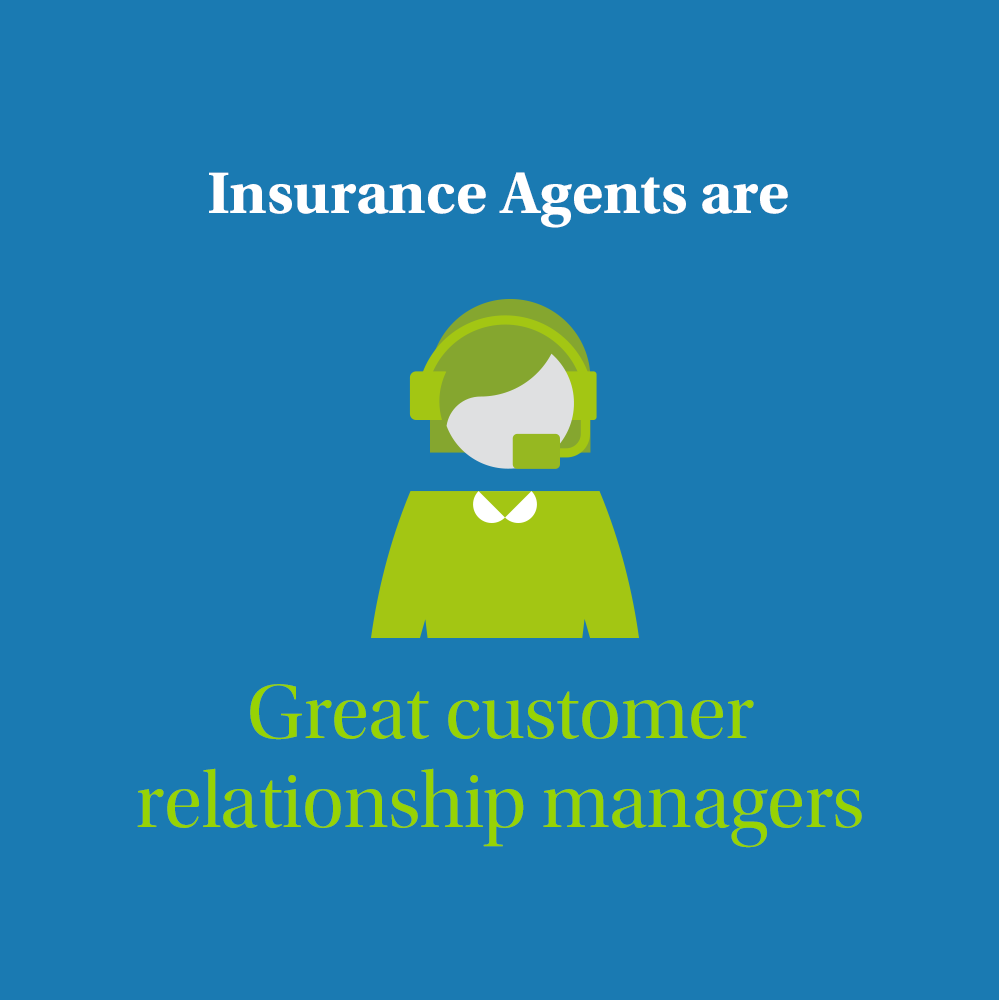 Insurance Agents are
Great customer
relationship managers